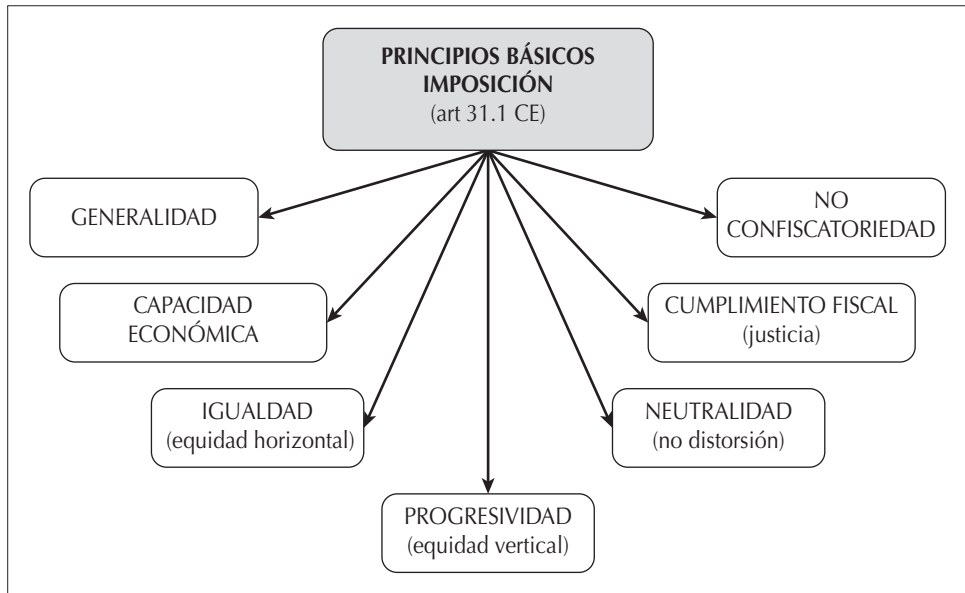 PRINCIPIOS BÁSICOS
IMPOSICIÓN
(art 31.1 CE)
GENERALIDAD
NO
CONFISCATORIEDAD
CAPACIDAD
ECONÓMICA
CUMPLIMIENTO FISCAL
(justicia)
IGUALDAD
(equidad horizontal)
NEUTRALIDAD
(no distorsión)
PROGRESIVIDAD
(equidad vertical)